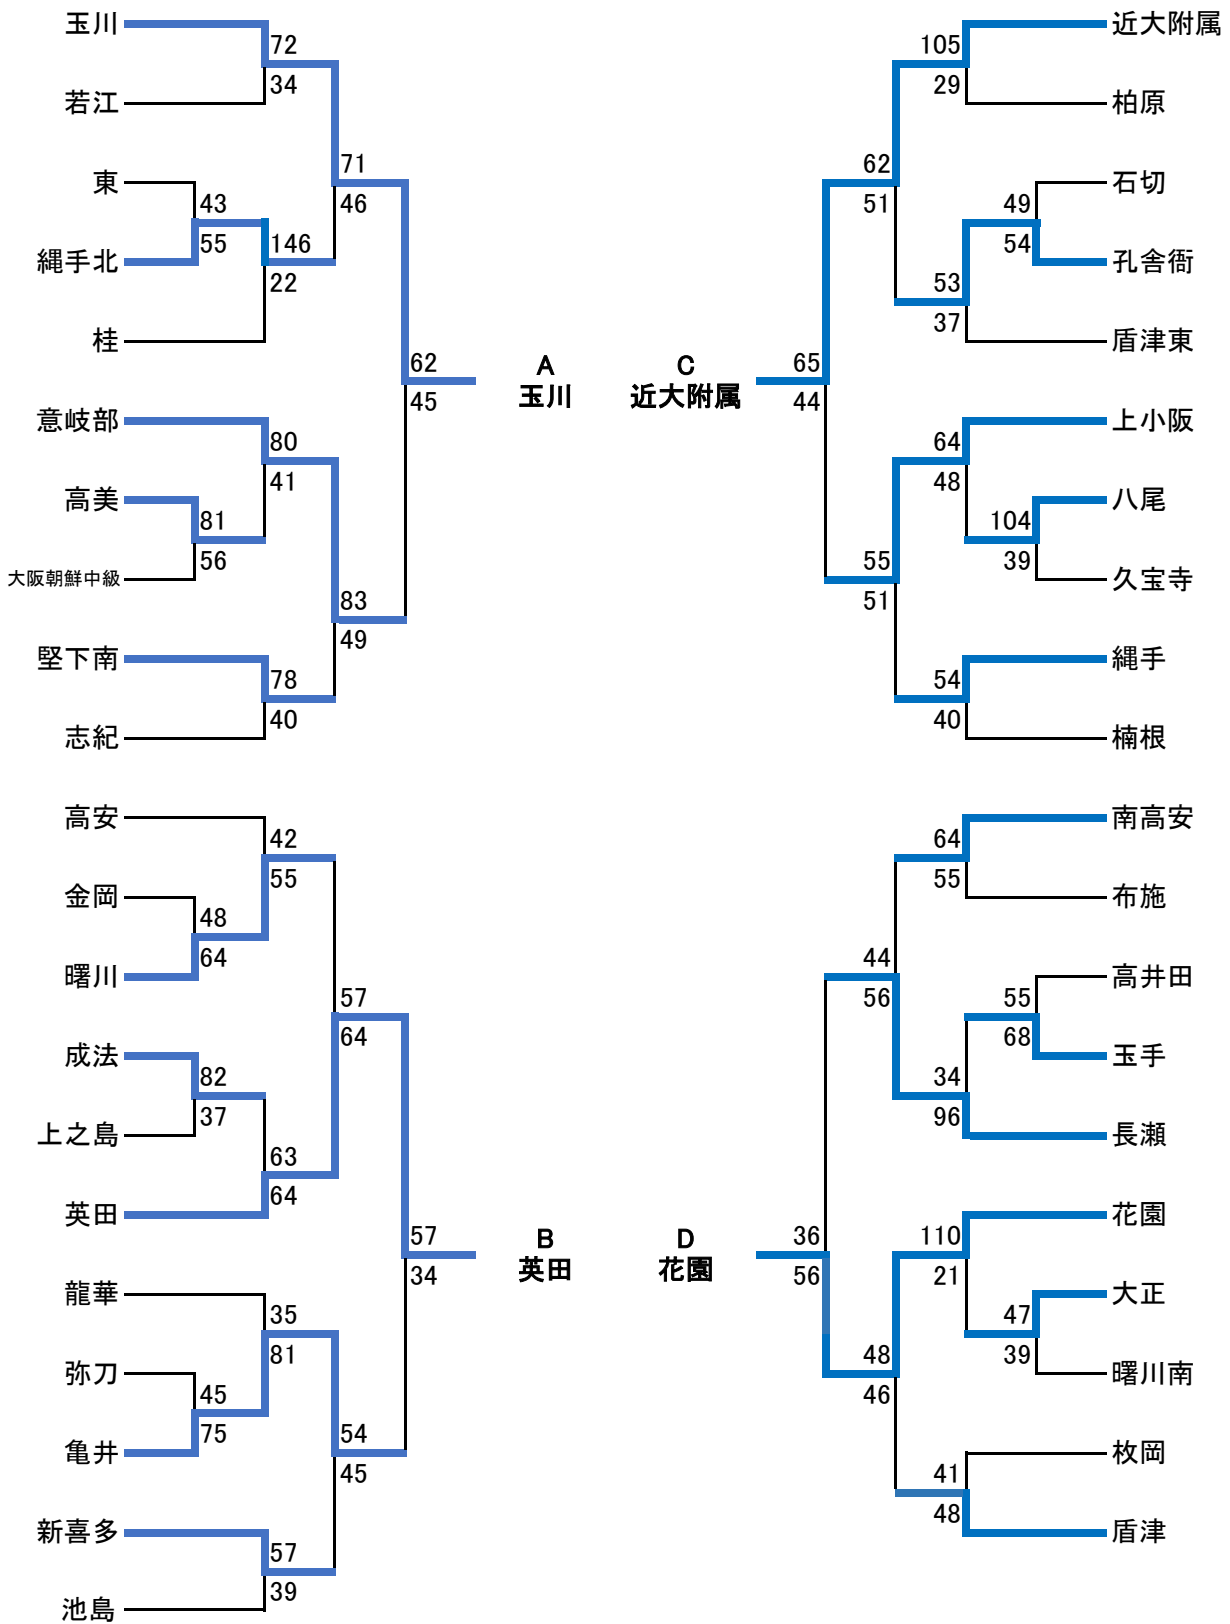 玉川
72
34
若江
東
43
55
縄手北
146
22
桂
71
46
意岐部
80
41
高美
81
56
大阪朝鮮中級
83
49
堅下南
78
40
志紀
62
45
A
玉川
高安
42
55
金岡
48
64
曙川
57
64
成法
82
37
上之島
63
64
英田
57
34
B
英田
龍華
35
81
弥刀
45
75
亀井
54
45
新喜多
57
39
池島
近大附属
105
29
柏原
62
51
石切
49
54
孔舎衙
53
37
盾津東
C
近大附属
65
44
上小阪
64
48
八尾
104
39
久宝寺
55
51
縄手
54
40
楠根
南高安
64
55
布施
44
56
高井田
55
68
玉手
34
96
長瀬
D
花園
36
56
花園
110
21
大正
47
39
曙川南
48
46
枚岡
41
48
盾津